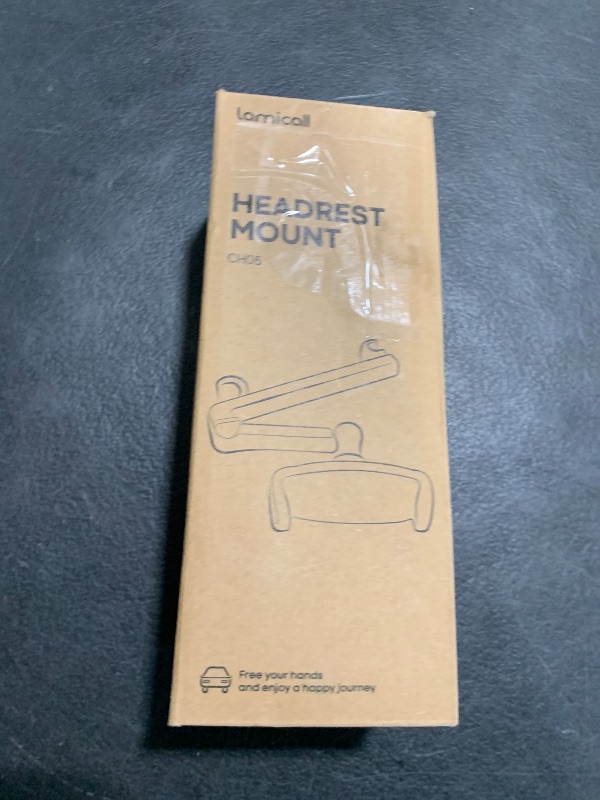 Lamicall
HEADREST
MOUNT
CH05
Free your hands
and enjoy a happy journey